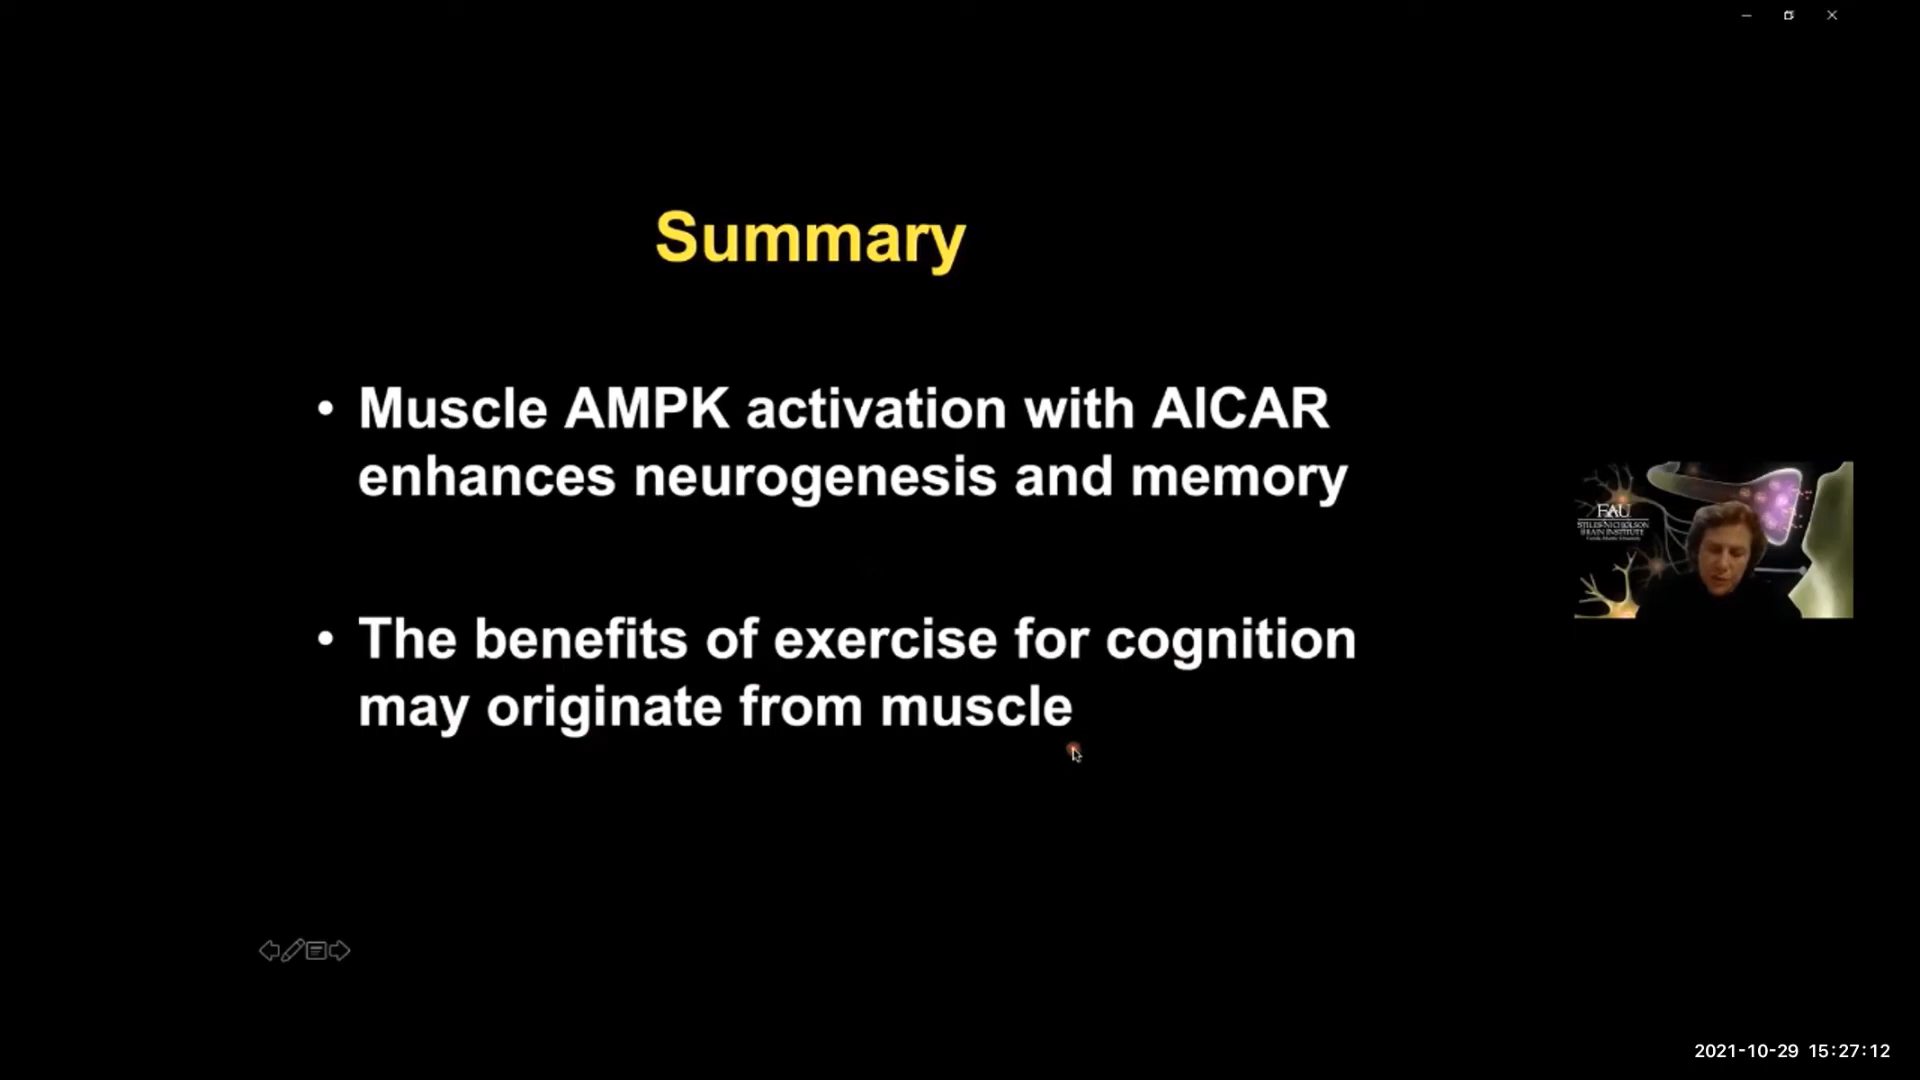 Summary
• Muscle AMPK activation with AICAR
enhances neurogenesis and memory
• The benefits of exercise for cognition
may originate from muscle
FAU
STILES-NICHOLSON
BRAIN INSTITUTE
2021-10-29 15:27:12